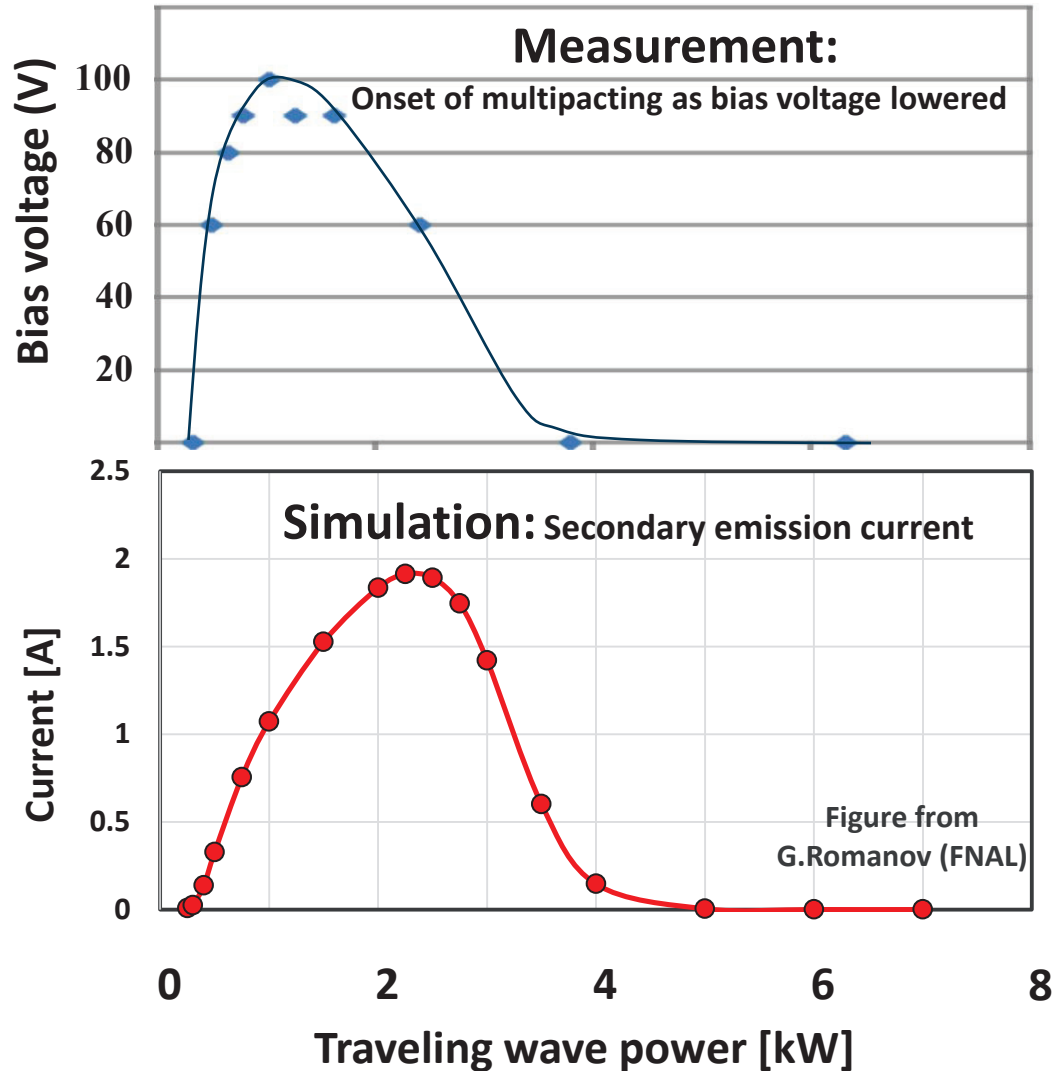 Measurement:
Onset of multipacting as bias voltage lowered
Bias voltage (V)
100
80
60
40
20
Simulation: Secondary emission current
Current [A]
2.5
2
1.5
1
0.5
0
Figure from
G.Romanov (FNAL)
0 2 4 6 8
Traveling wave power [kW]